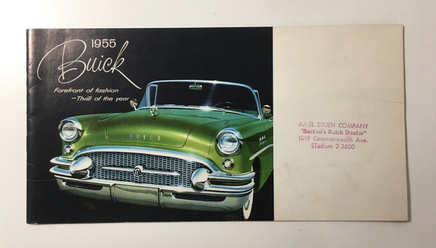 1955
Buick
Forefront of fashion
—Thrill of the year
BUICK
COMPANY
"Boston's Buick Dealer"
1019 Commonwealth Ave.
STadium 2-3600